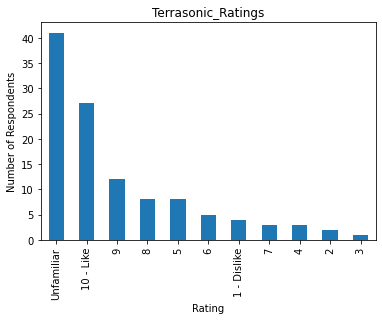 Terrasonic_Ratings
Number of Respondents
40
35
30
25
20
15
10
5
0
Unfamiliar
10 - Like
9
8
5
6
1 - Dislike
7
4
2
3
Rating